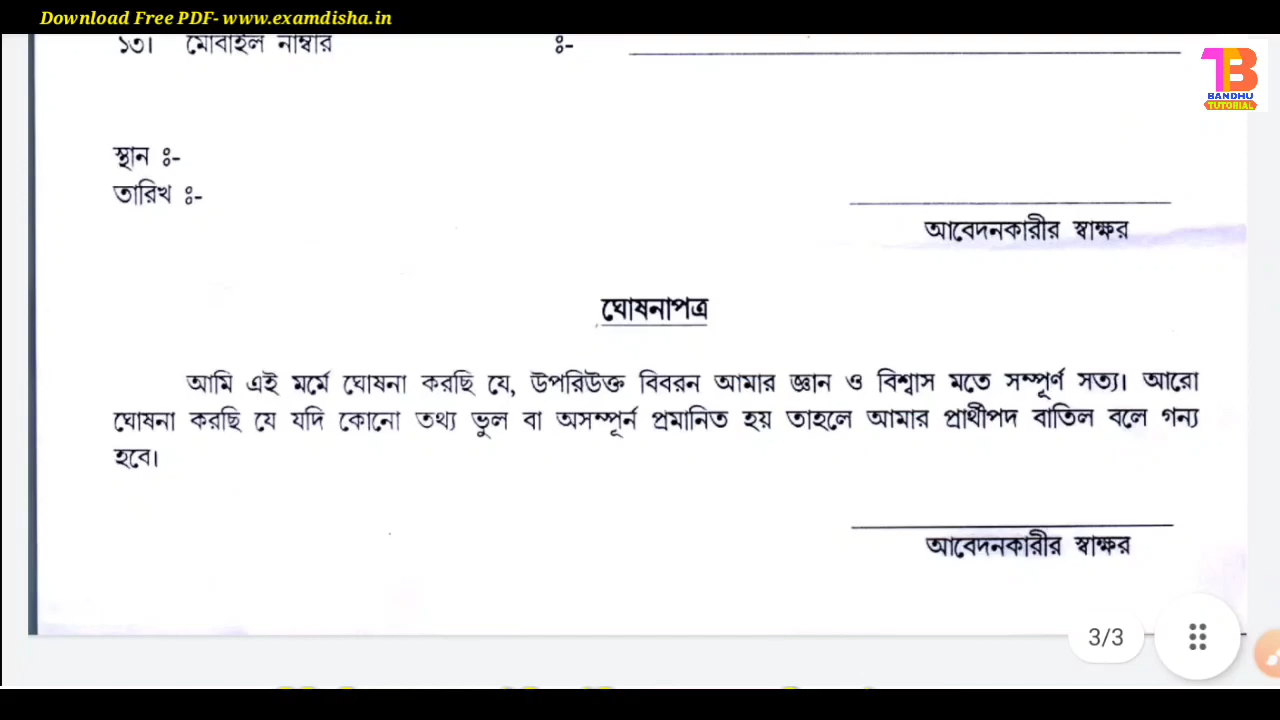 Download Free PDF- www.examdisha.in
১৩। মোবাইল নাম্বার ঃ-
TB
BANDHU
TUTORIAL
স্থান ঃ-
তারিখ ঃ-
আবেদনকারীর স্বাক্ষর
ঘোষনাপত্র
আমি এই মর্মে ঘোষনা করছি যে, উপরিউক্ত বিবরন আমার জ্ঞান ও বিশ্বাস মতে সম্পূর্ণ সত্য। আরো
ঘোষনা করছি যে যদি কোনো তথ্য ভুল বা অসম্পূর্ন প্রমানিত হয় তাহলে আমার প্রার্থীপদ বাতিল বলে গন্য
হবে।
আবেদনকারীর স্বাক্ষর
3/3